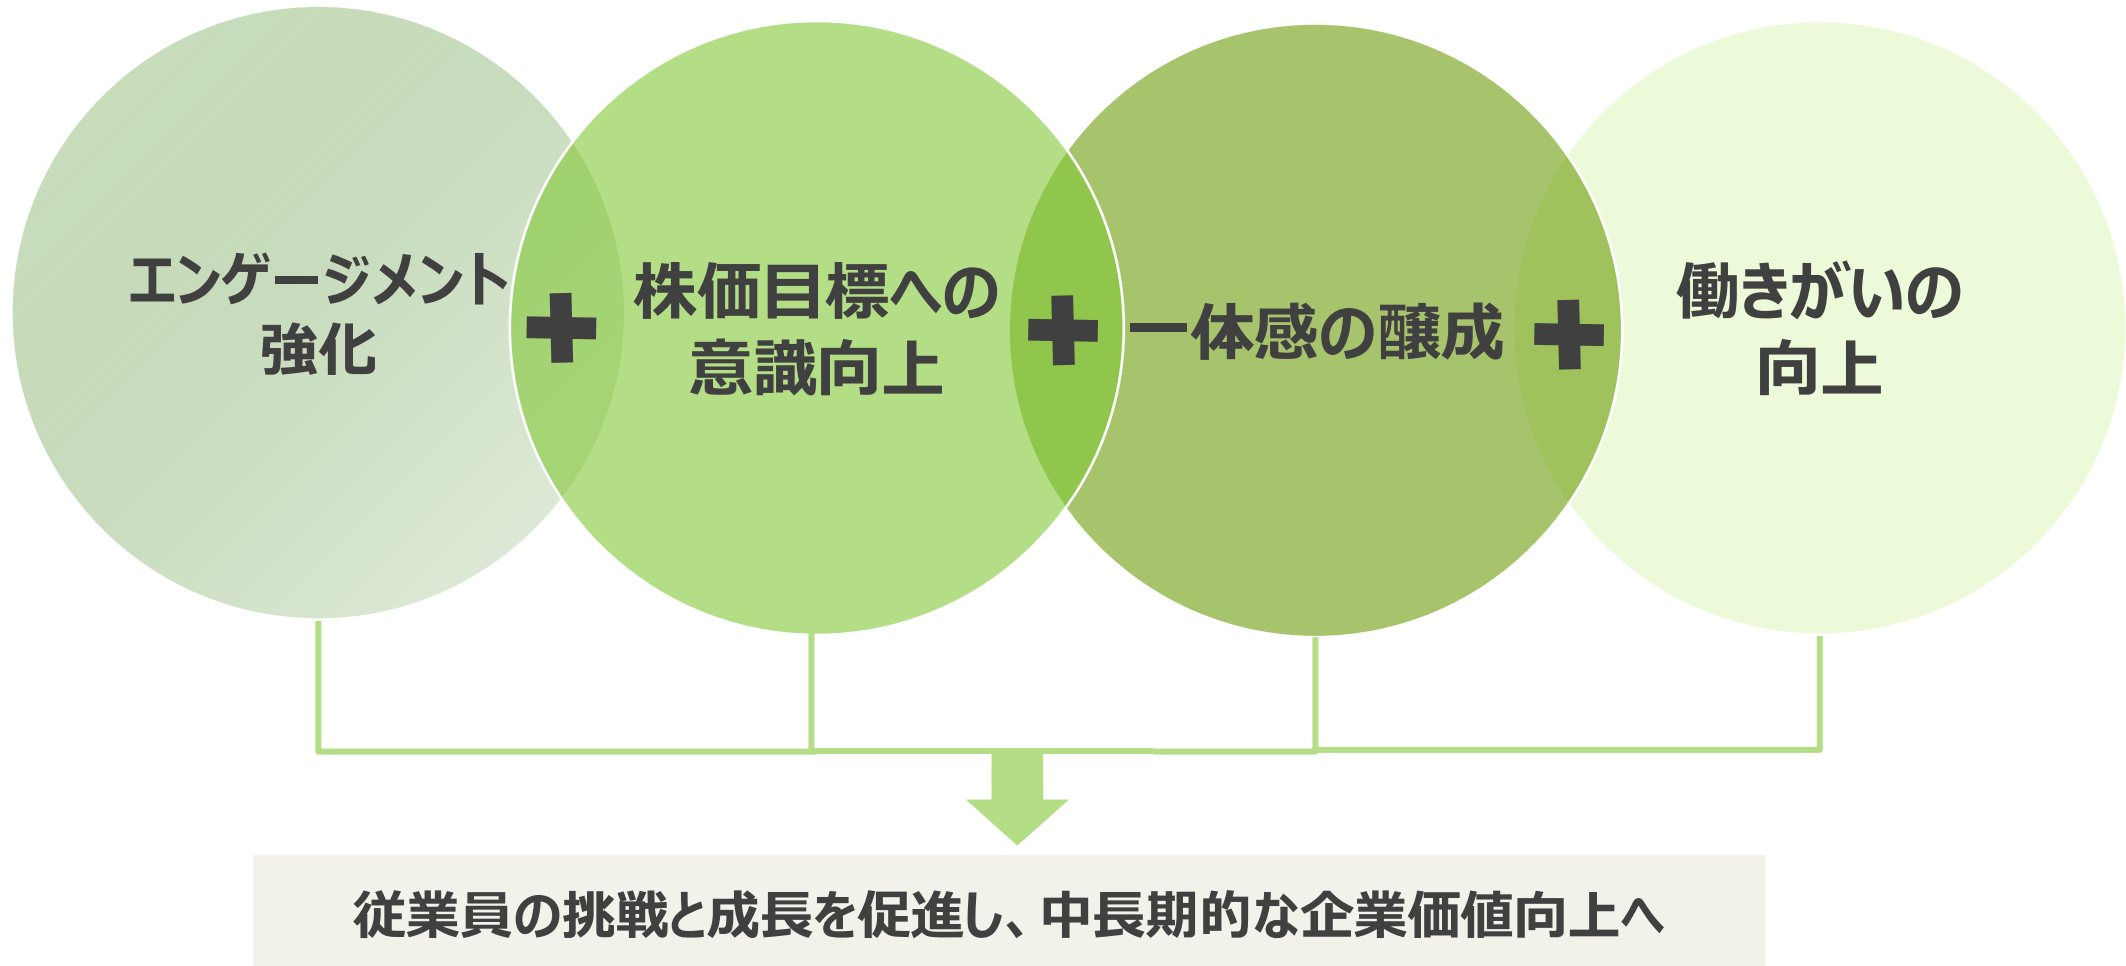 エンゲージメント
強化
株価目標への
意識向上
一体感の醸成
働きがいの
向上
従業員の挑戦と成長を促進し、中長期的な企業価値向上へ